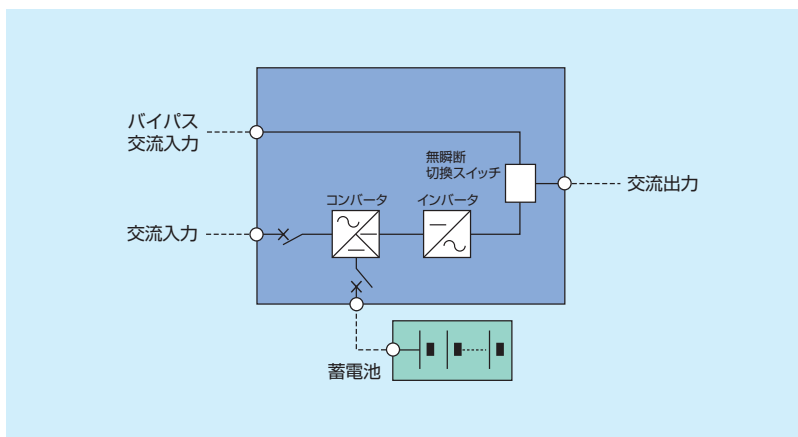 バイパス
交流入力
無瞬断
切換スイッチ
交流出力
コンバータ
インバータ
交流入力
蓄電池